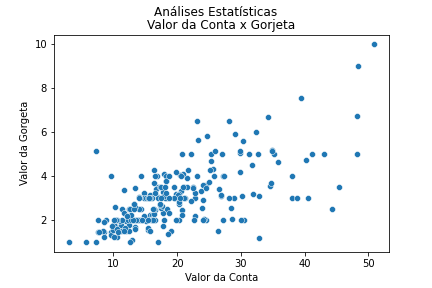 Análises Estatísticas
Valor da Conta x Gorjeta
10
8
6
4
2
Valor da Gorgeta
10
20
30
40
50
Valor da Conta